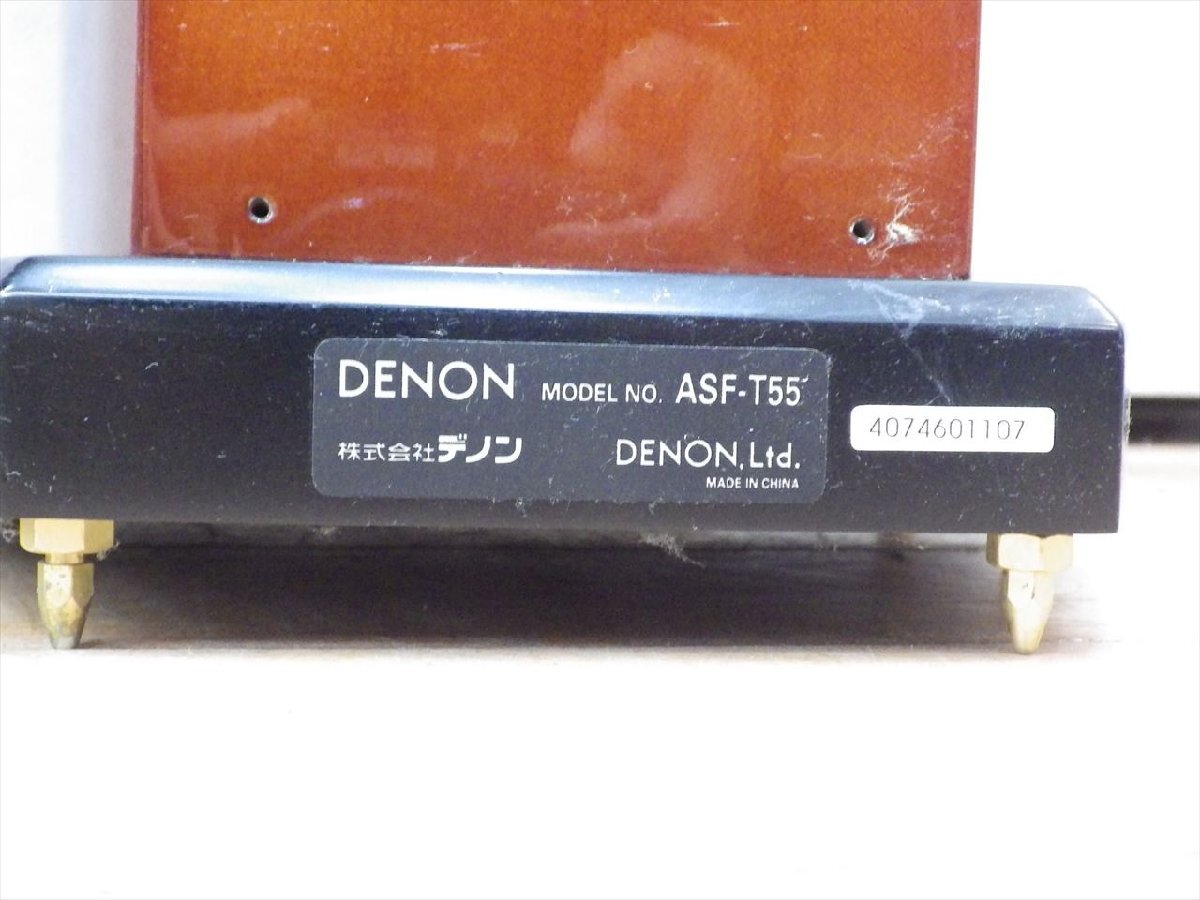 DENON MODEL NO. ASF-T55
株式会社デノン DENON, Ltd.
MADE IN CHINA
4074601107